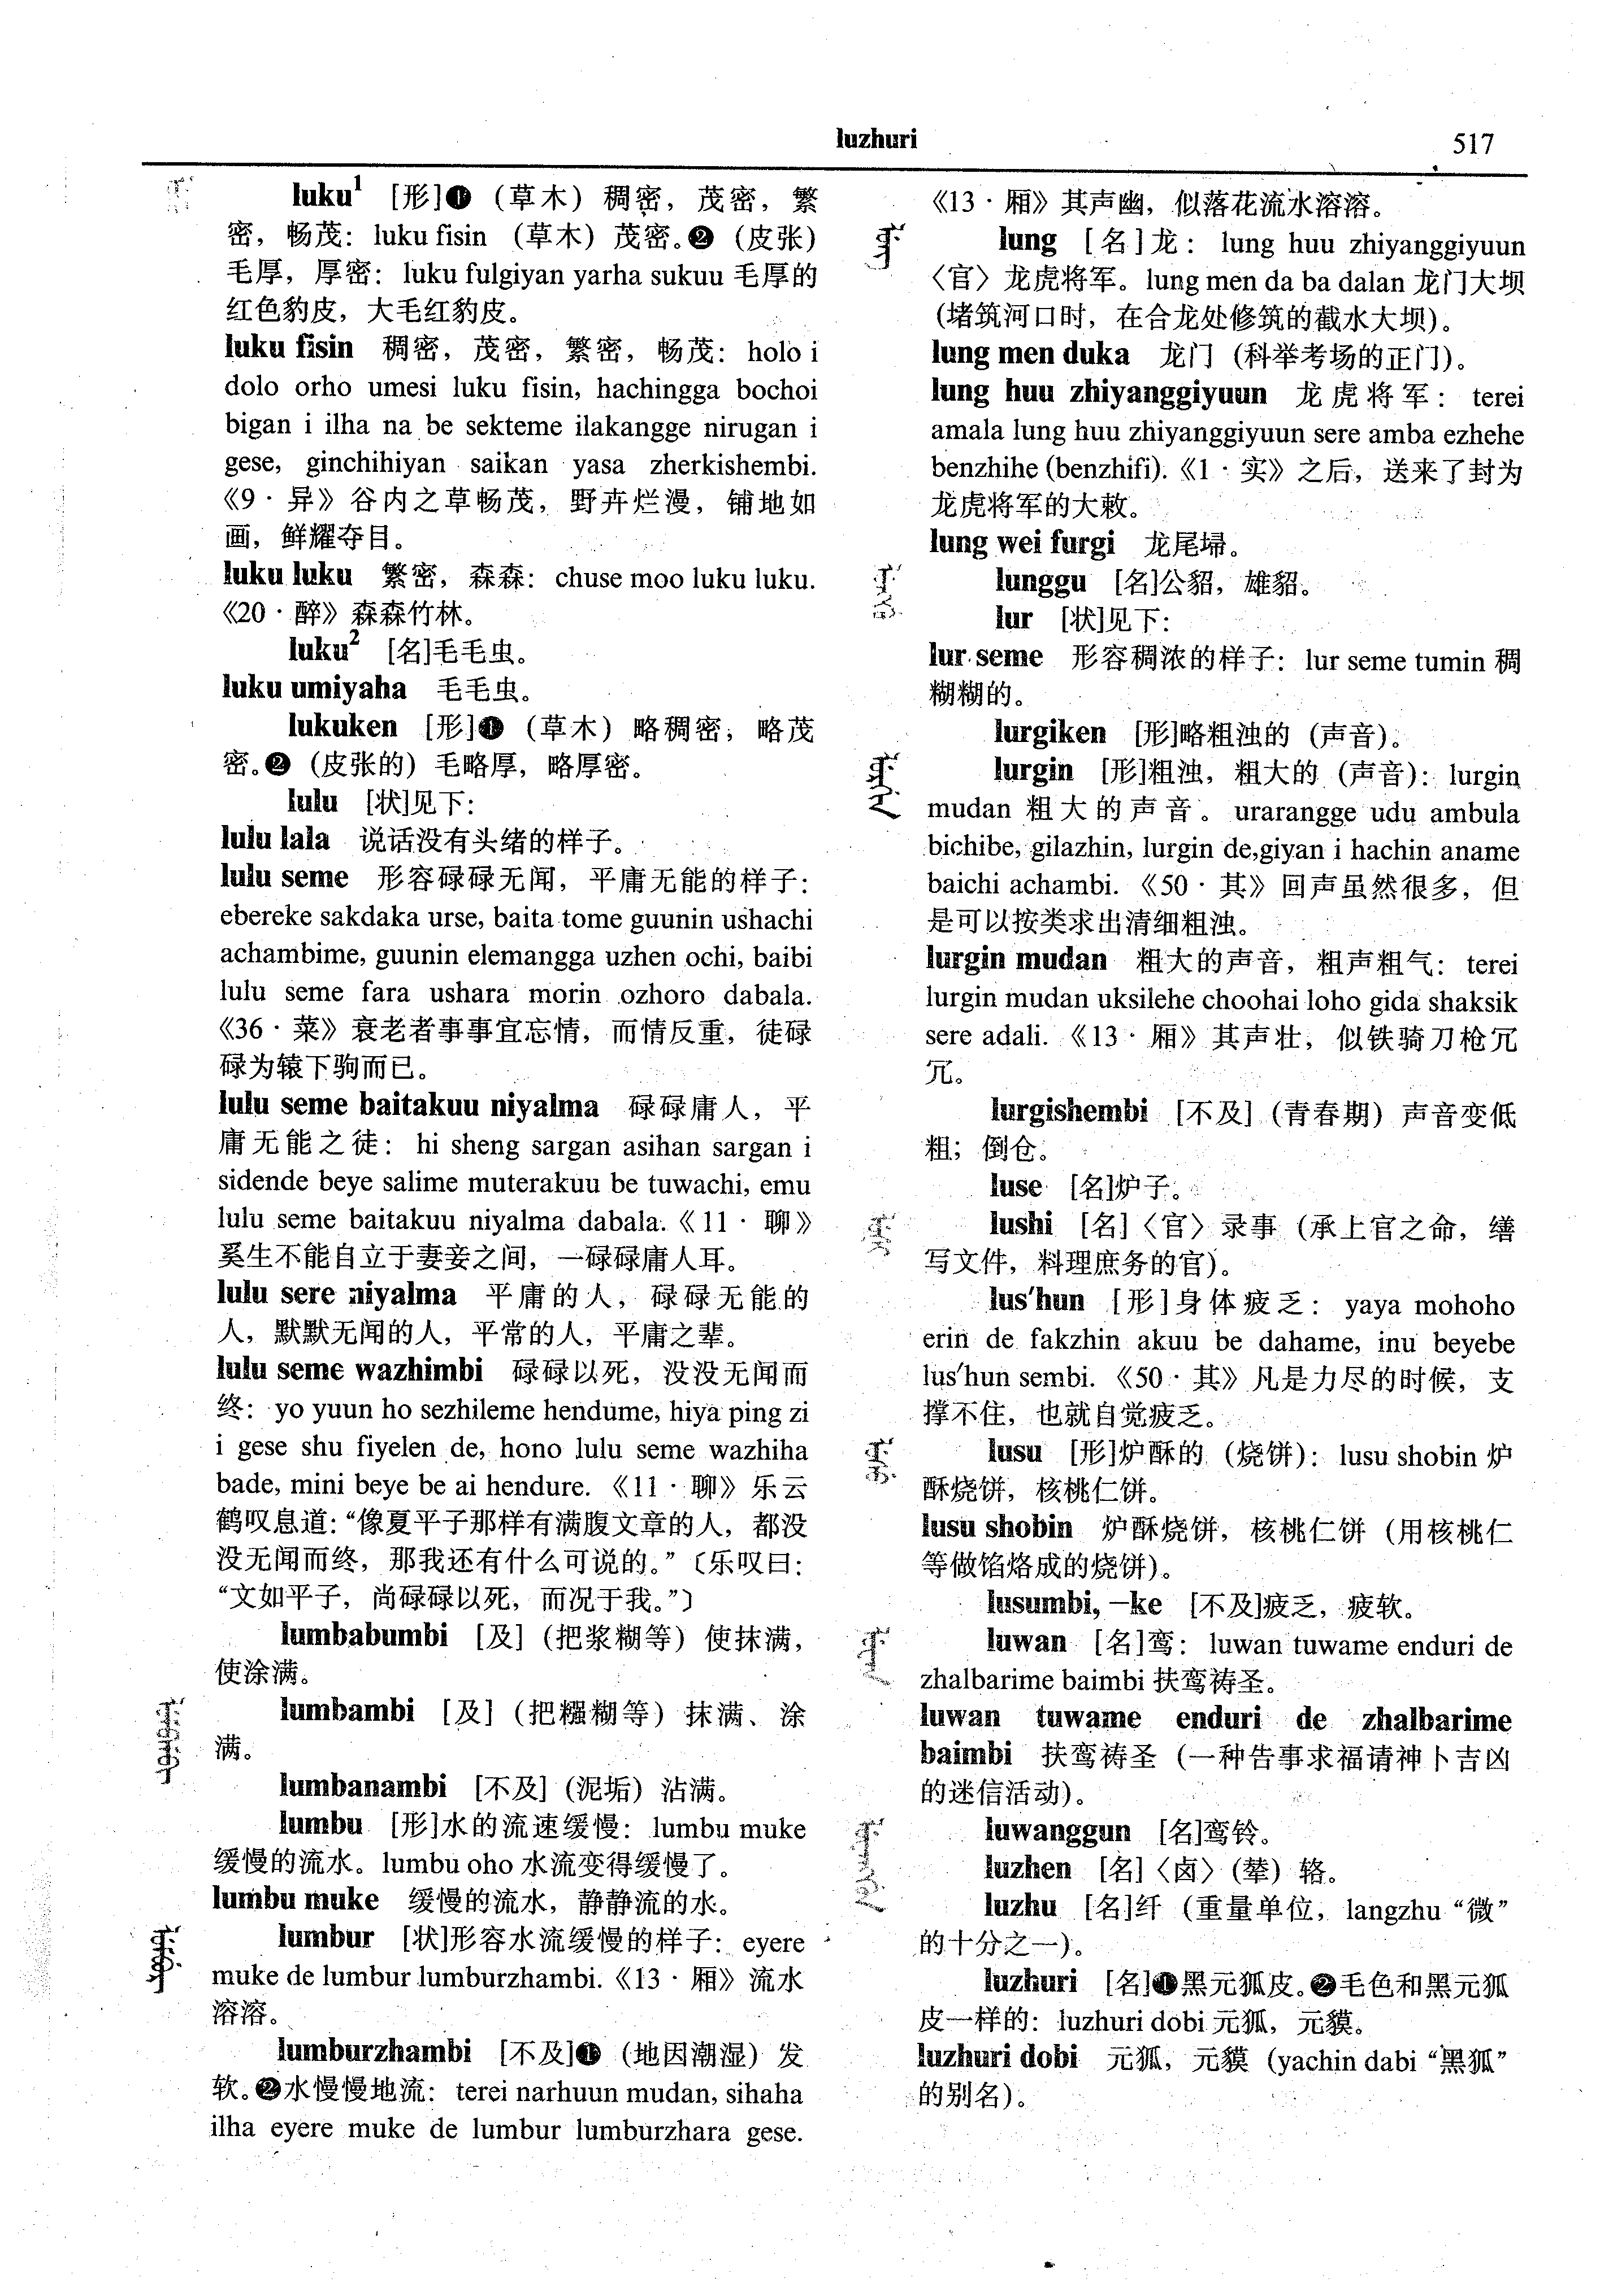 luzhuri
517
luku¹ [形]❶（草木）稠密，茂密，繁
密，畅茂：luku fisin （草木）茂密。❷（皮张）
毛厚，厚密：luku fulgiyan yarha sukuu 毛厚的
红色豹皮，大毛红豹皮。
luku fisin 稠密，茂密，繁密，畅茂：holo i
dolo orho umesi luku fisin, hachingga bochoi
bigan i ilha na be sekteme ilakangge nirugan i
gese, ginchihiyan saikan yasa zherkishembi.
《9·异》谷内之草畅茂，野卉烂漫，铺地如
画，鲜耀夺目。
luku luku 繁密，森森：chuse moo luku luku.
《20·醉》森森竹林。
luku² [名]毛毛虫。
luku umiyaha 毛毛虫。
lukuken [形]❶（草木）略稠密，略茂
密。❷（皮张的）毛略厚，略厚密。
lulu [状]见下：
lulu lala 说话没有头绪的样子。
lulu seme 形容碌碌无闻，平庸无能的样子：
ebereke sakdaka urse, baita tome guunin ushachi
achambime, guunin elemangga uzhen ochi, baibi
lulu seme fara ushara morin ozhoro dabala.
《36·菜》衰老者事事宜忘情，而情反重，徒碌
碌为辕下驹而已。
lulu seme baitakuu niyalma 碌碌庸人，平
庸无能之徒：hi sheng sargan asihan sargan i
sidende beye salime muterakuu be tuwachi, emu
lulu seme baitakuu niyalma dabala.《11·聊》
奚生不能自立于妻妾之间，一碌碌庸人耳。
lulu sere niyalma 平庸的人，碌碌无能的
人，默默无闻的人，平常的人，平庸之辈。
lulu seme wazhimbi 碌碌以死，没没无闻而
终：yo yuun ho sezhileme hendume, hiya ping zi
i gese shu fiyelen de, hono lulu seme wazhiha
bade, mini beye be ai hendure.《11·聊》乐云
鹤叹息道：“像夏平子那样有满腹文章的人，都没
没无闻而终，那我还有什么可说的。”〔乐叹曰：
“文如平子，尚碌碌以死，而况于我。”〕
lumbabumbi [及]（把浆糊等）使抹满，
使涂满。
lumbambi [及]（把糨糊等）抹满、涂
满。
lumbanambi [不及]（泥垢）沾满。
lumbu [形]水的流速缓慢：lumbu muke
缓慢的流水。lumbu oho 水流变得缓慢了。
lumbu muke 缓慢的流水，静静流的水。
lumbur [状]形容水流缓慢的样子：eyere
muke de lumbur lumburzhambi.《13·厢》流水
溶溶。
lumburzhambi [不及]❶（地因潮湿）发
软。❷水慢慢地流：terei narhuun mudan, sihaha
ilha eyere muke de lumbur lumburzhara gese.
《13·厢》其声幽，似落花流水溶溶。
lung [名]龙：lung huu zhiyanggiyuun
〈官〉龙虎将军。lung men da ba dalan 龙门大坝
(堵筑河口时，在合龙处修筑的截水大坝)。
lung men duka 龙门（科举考场的正门）。
lung huu zhiyanggiyuun 龙虎将军：terei
amala lung huu zhiyanggiyuun sere amba ezhehe
benzhihe (benzhifi).《1·实》之后，送来了封为
龙虎将军的大敕。
lung wei furgi 龙尾埽。
lunggu [名]公貂，雄貂。
lur [状]见下：
lur seme 形容稠浓的样子：lur seme tumin 稠
糊糊的。
lurgiken [形]略粗浊的（声音）。
lurgin [形]粗浊，粗大的（声音）：lurgin
mudan 粗大的声音。urarangge udu ambula
bichibe, gilazhin, lurgin de,giyan i hachin aname
baichi achambi.《50·其》回声虽然很多，但
是可以按类求出清细粗浊。
lurgin mudan 粗大的声音，粗声粗气：terei
lurgin mudan uksilehe choohai loho gida shaksik
sere adali.《13·厢》其声壮，似铁骑刀枪冗
冗。
lurgishembi [不及]（青春期）声音变低
粗；倒仓。
luse [名]炉子。
lushi [名]〈官〉录事（承上官之命，缮
写文件，料理庶务的官）。
lus'hun [形]身体疲乏：yaya mohoho
erin de fakzhin akuu be dahame, inu beyebe
lus'hun sembi.《50·其》凡是力尽的时候，支
撑不住，也就自觉疲乏。
lusu [形]炉酥的（烧饼）：lusu shobin 炉
酥烧饼，核桃仁饼。
lusu shobin 炉酥烧饼，核桃仁饼（用核桃仁
等做馅烙成的烧饼）。
lusumbi, —ke [不及]疲乏，疲软。
luwan [名]鸾：luwan tuwame enduri de
zhalbarime baimbi 扶鸾祷圣。
luwan tuwame enduri de zhalbarime
baimbi 扶鸾祷圣（一种告事求福请神卜吉凶
的迷信活动）。
luwanggun [名]鸾铃。
luzhen [名]〈卤〉（辇）辂。
luzhu [名]纤（重量单位，langzhu “微”
的十分之一）。
luzhuri [名]❶黑元狐皮。❷毛色和黑元狐
皮一样的：luzhuri dobi 元狐，元貘。
luzhuri dobi 元狐，元貘（yachin dabi “黑狐”
的别名）。